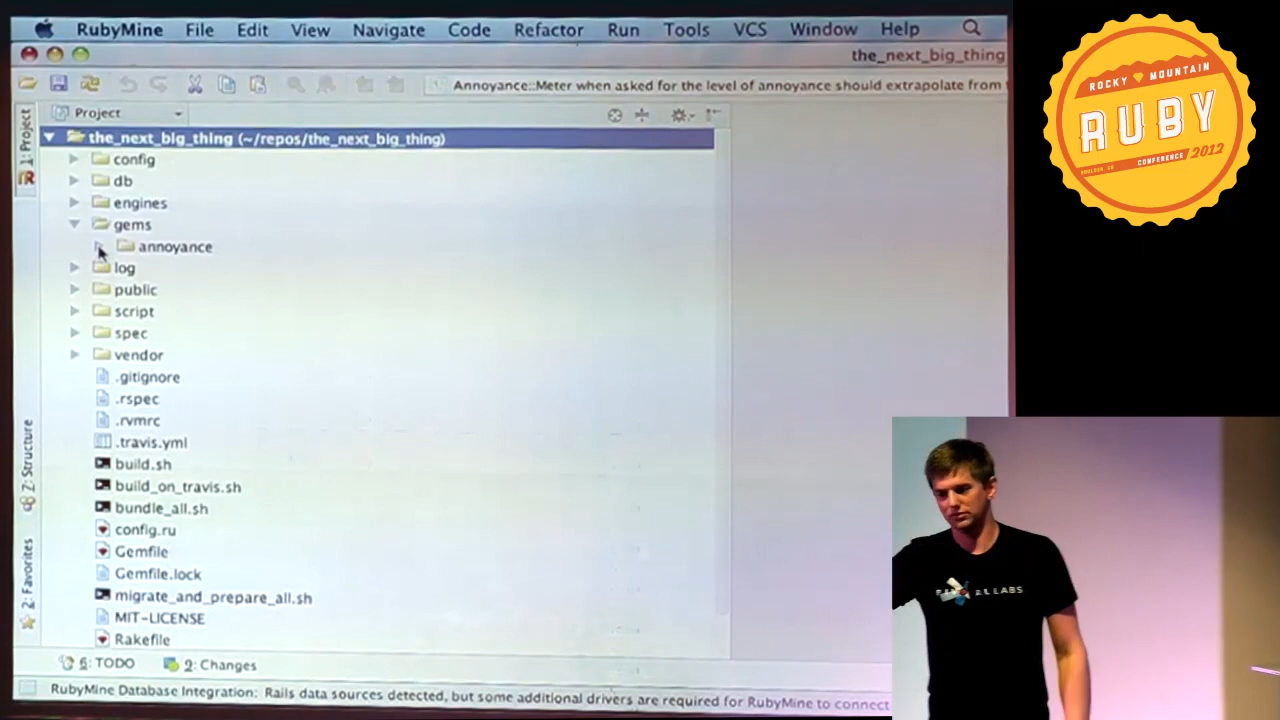 RubyMine File Edit View Navigate Code Refactor Run Tools VCS Window Help
the_next_big_thing
Annoyance::Meter when asked for the level of annoyance should extrapolate from
1: Project
Project
the_next_big_thing (~/repos/the_next_big_thing)
config
db
engines
gems
annoyance
log
public
script
spec
vendor
.gitignore
.rspec
.rvmrc
.travis.yml
build.sh
build_on_travis.sh
bundle_all.sh
config.ru
Gemfile
Gemfile.lock
migrate_and_prepare_all.sh
MIT-LICENSE
Rakefile
Z: Structure
2: Favorites
6: TODO
9: Changes
RubyMine Database Integration: Rails data sources detected, but some additional drivers are required for RubyMine to connect
ROCKY MOUNTAIN
RUBY
BOULDER, CO CONFERENCE 2012
LABS